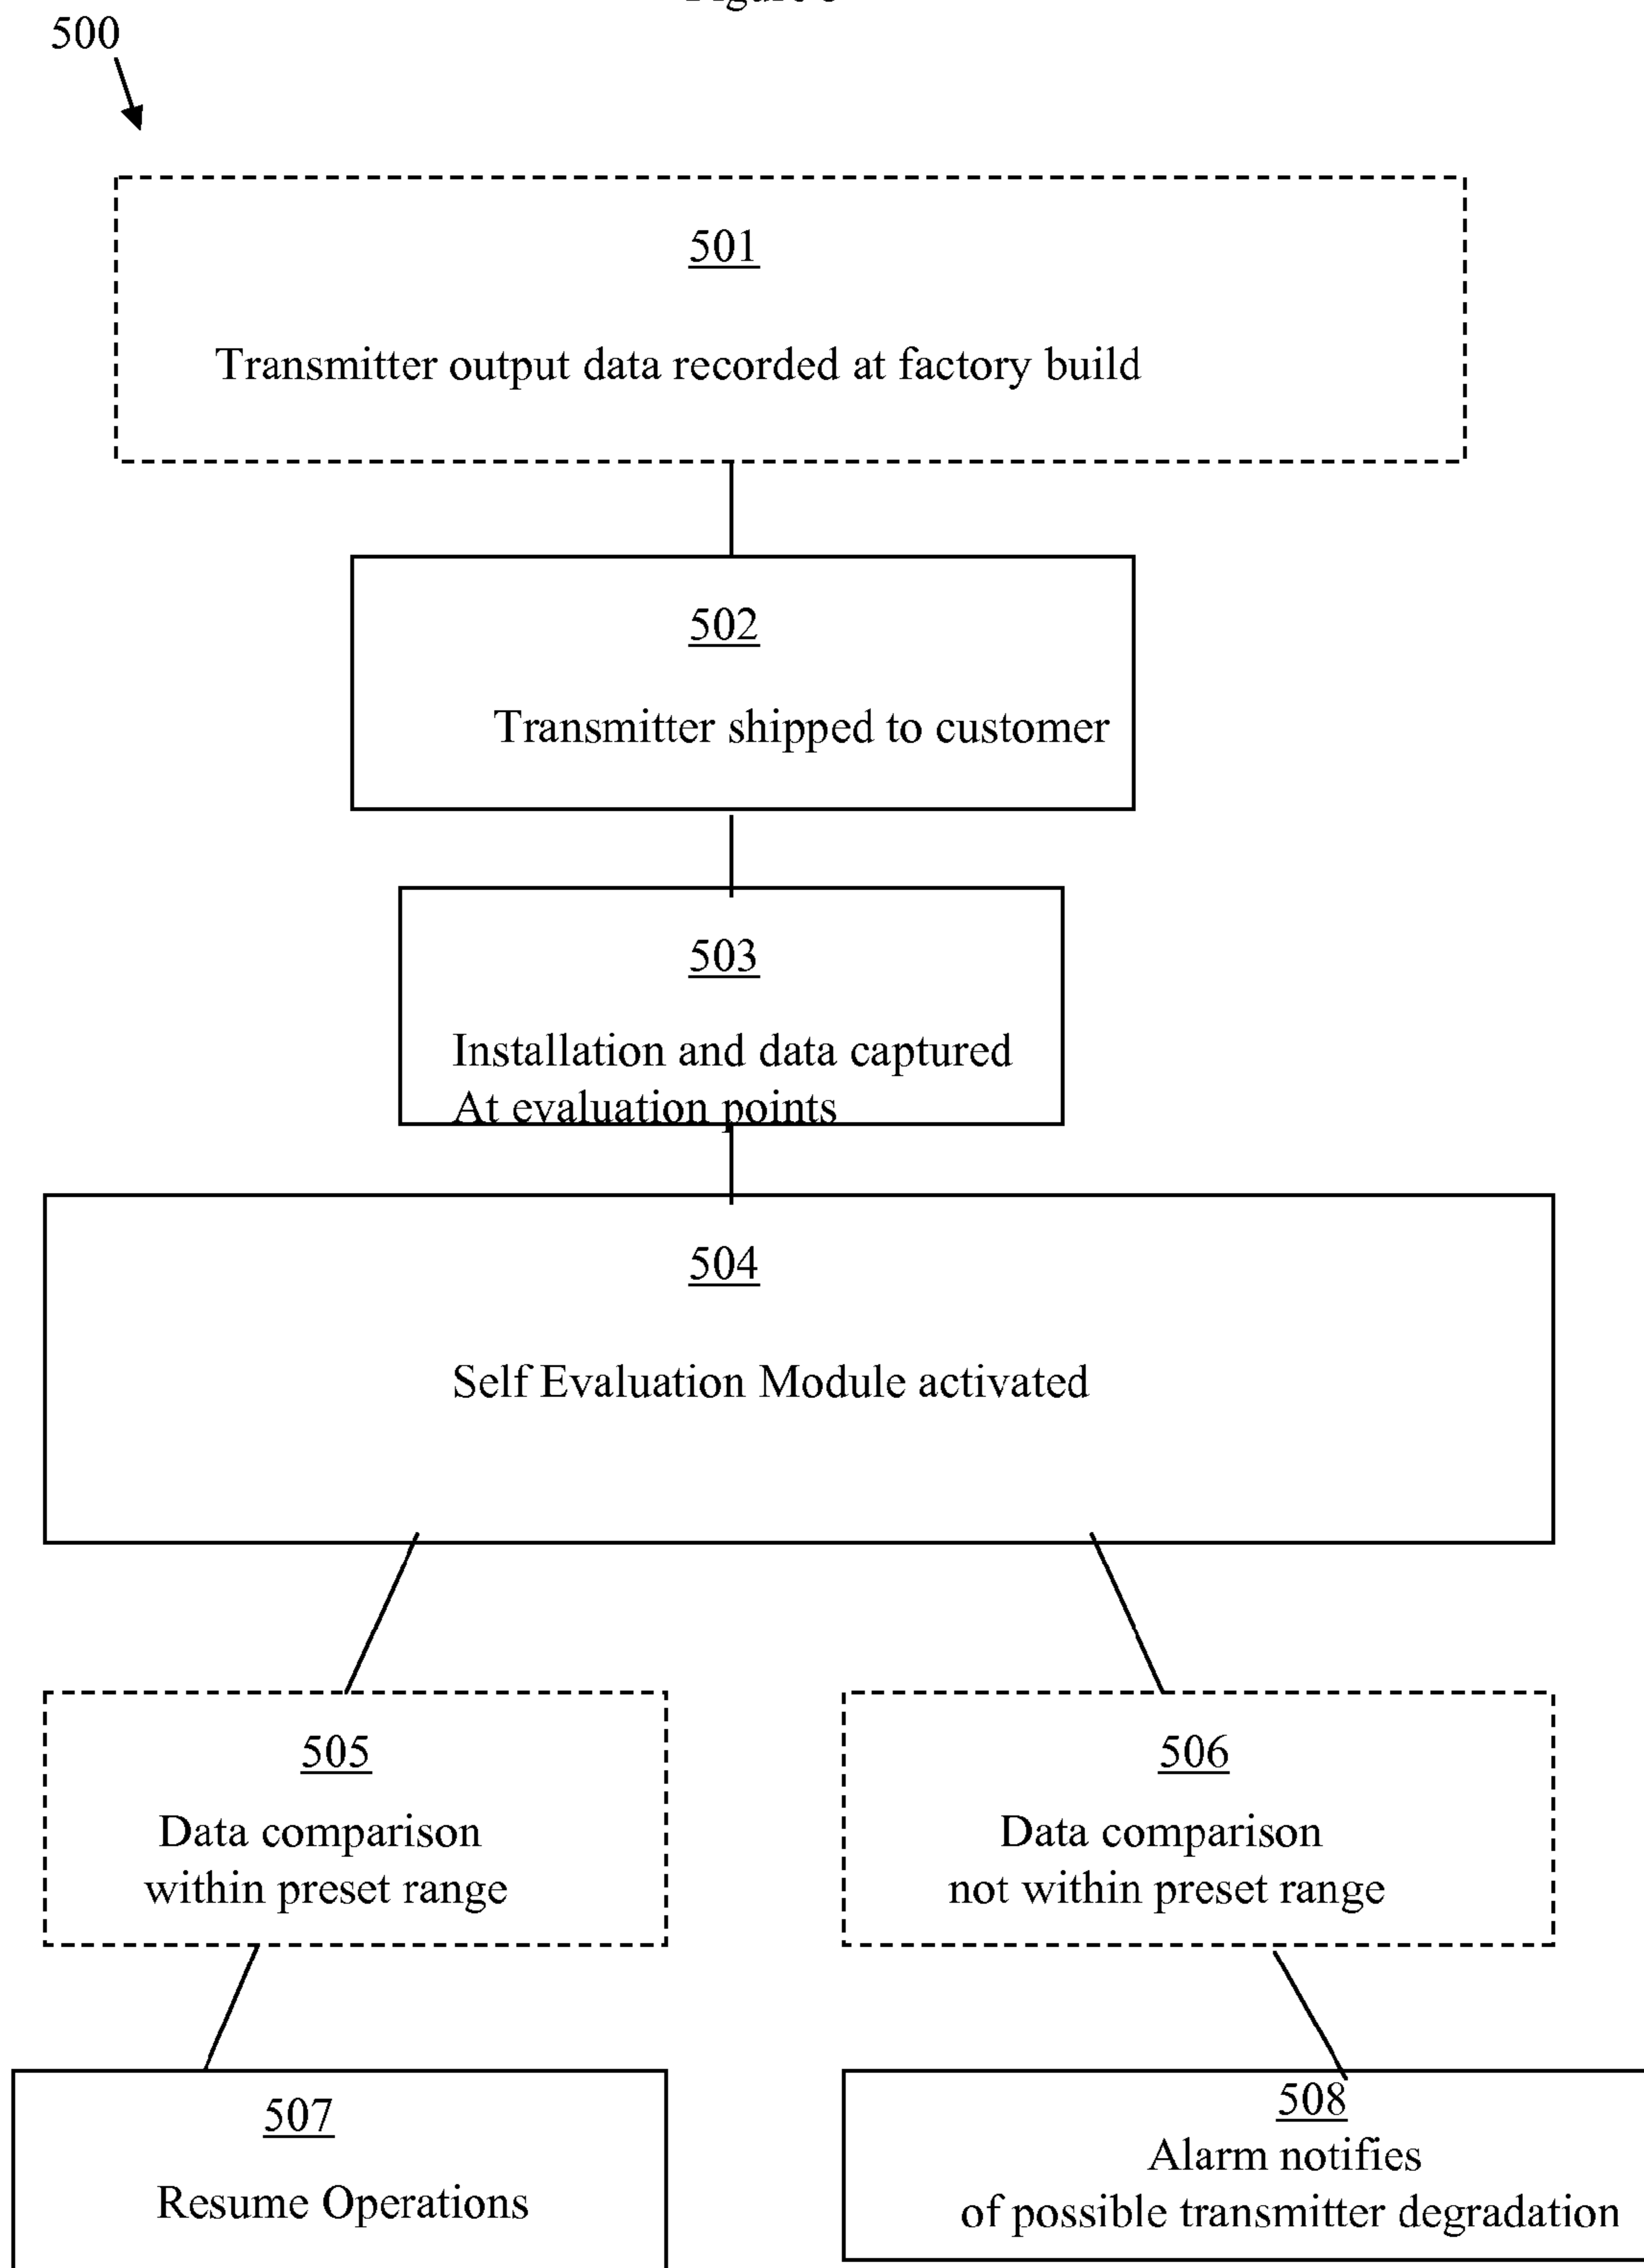 500
501
Transmitter output data recorded at factory build
502
Transmitter shipped to customer
503
Installation and data captured
At evaluation points
504
Self Evaluation Module activated
505
Data comparison
within preset range
506
Data comparison
not within preset range
507
Resume Operations
508
Alarm notifies
of possible transmitter degradation